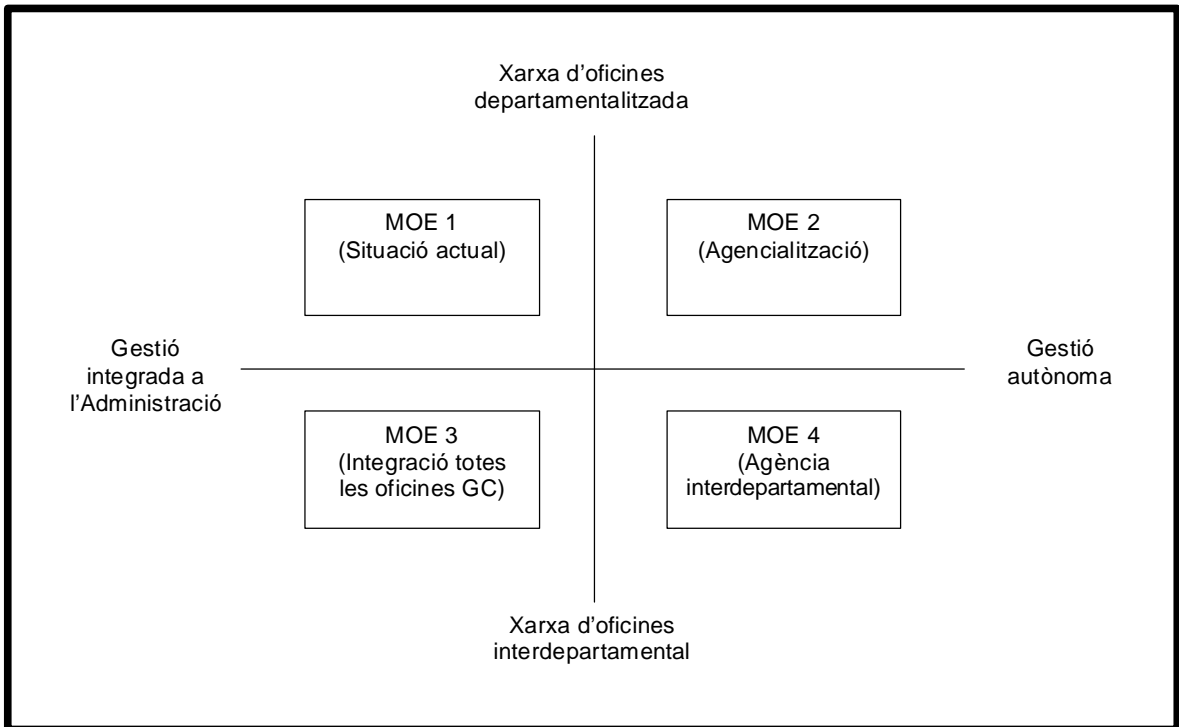 Xarxa d’oficines
departamentalitzada
MOE 1
(Situació actual)
MOE 2
(Agencialització)
Gestió
integrada a
l’Administració
Gestió
autònoma
MOE 3
(Integració totes
les oficines GC)
MOE 4
(Agència
interdepartamental)
Xarxa d’oficines
interdepartamental